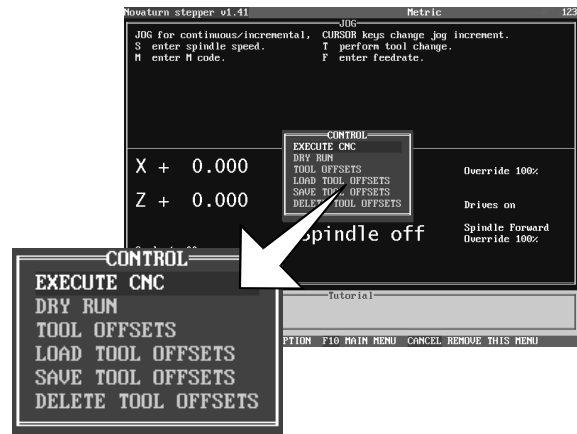 Novaturn stepper v1.41 Metric 123
JOG
JOG for continuous/incremental, CURSOR keys change jog increment.
S enter spindle speed. T perform tool change.
M enter M code. F enter feedrate.
CONTROL
EXECUTE CNC
DRY RUN
TOOL OFFSETS
LOAD TOOL OFFSETS
SAVE TOOL OFFSETS
DELETE TOOL OFFSETS
X + 0.000 Override 100%
Z + 0.000 Drives on
Spindle off
Spindle Forward
Override 100%
CONTROL
EXECUTE CNC
DRY RUN
TOOL OFFSETS
LOAD TOOL OFFSETS
SAVE TOOL OFFSETS
DELETE TOOL OFFSETS
Tutorial
F10 MAIN MENU CANCEL REMOVE THIS MENU